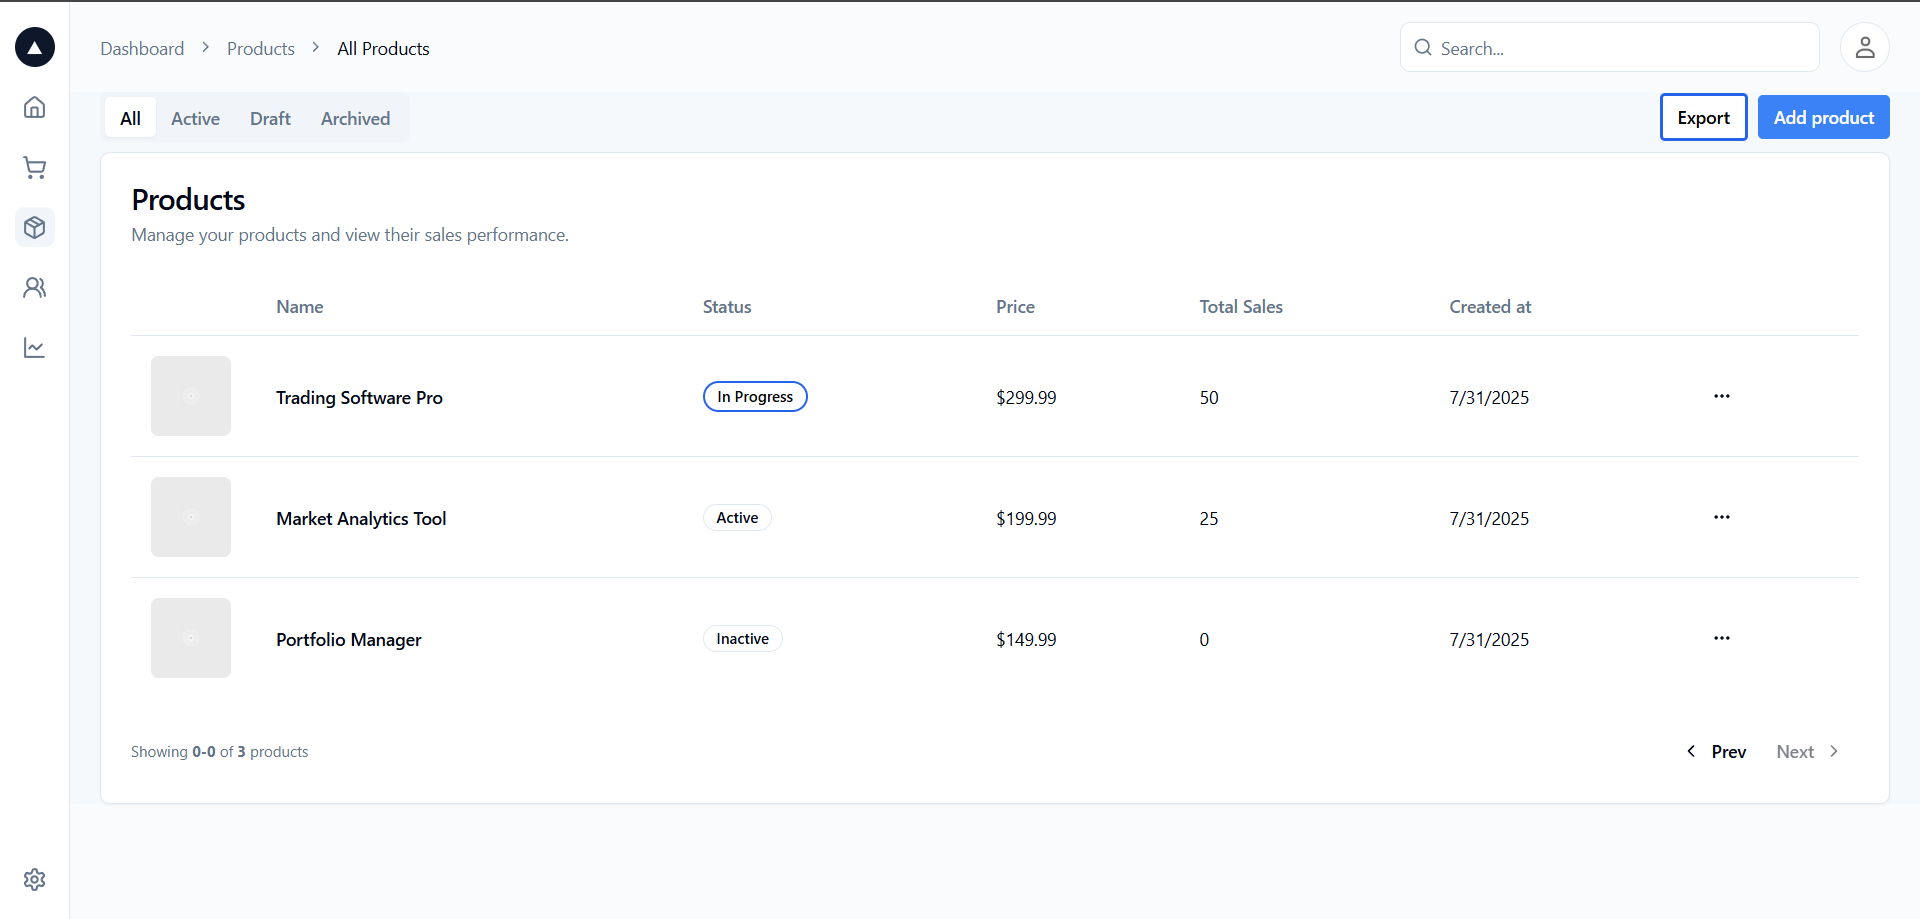 Dashboard > Products > All Products
Search...
All Active Draft Archived
Export
Add product
Products
Manage your products and view their sales performance.
Name Status Price Total Sales Created at
Trading Software Pro In Progress $299.99 50 7/31/2025 ...
Market Analytics Tool Active $199.99 25 7/31/2025 ...
Portfolio Manager Inactive $149.99 0 7/31/2025 ...
Showing 0-0 of 3 products
Prev Next